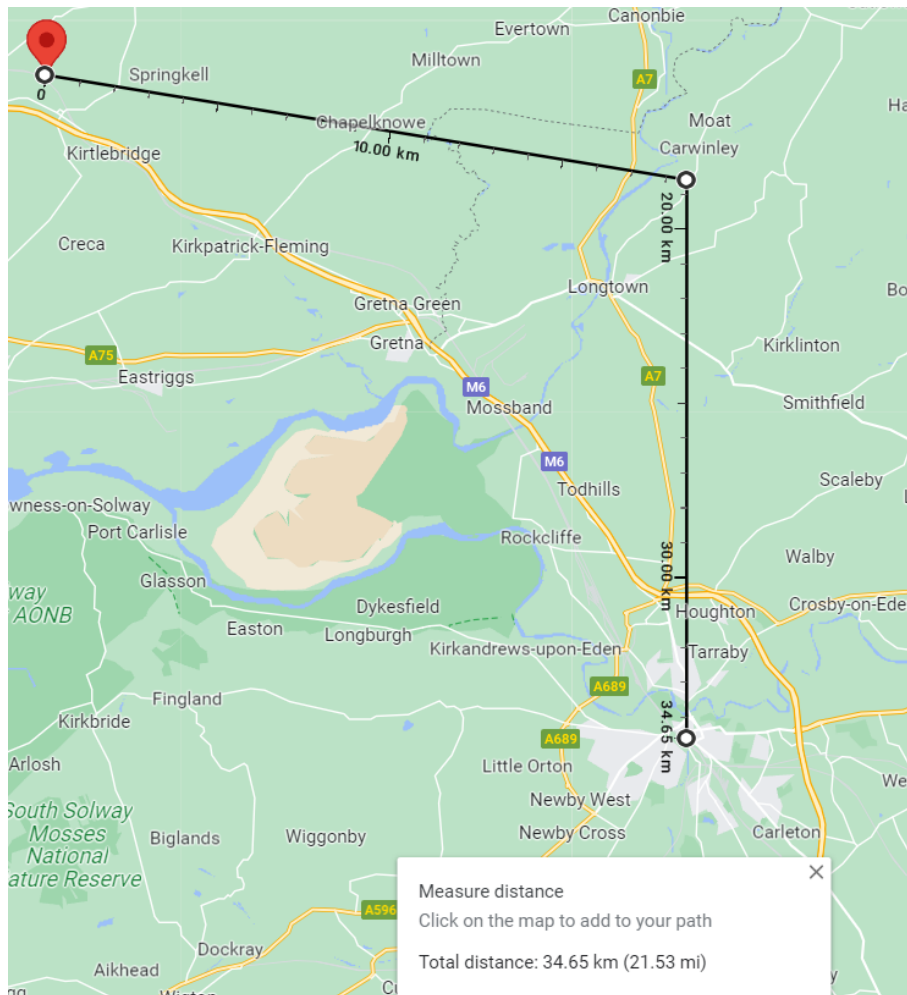 Canonbie
Evertown
Milltown
A7
Springkell
0
Chapelknowe
Moat
Carwinley
10.00 km
Kirtlebridge
20.00 km
Creca
Kirkpatrick-Fleming
Longtown
Gretna Green
Gretna
Kirklinton
A75
Eastriggs
A7
M6
Mossband
Smithfield
M6
Todhills
Scaleby
wness-on-Solway
Port Carlisle
Rockcliffe
Walby
30.00 km
Glasson
way
AONB
Dykesfield
Houghton
Crosby-on-Ede
Easton
Longburgh
Kirkandrews-upon-Eden
Tarraby
A689
Fingland
Kirkbride
34.65 km
A689
Arlosh
Little Orton
We
Newby West
South Solway
Mosses
National
ature Reserve
Biglands
Wiggonby
Newby Cross
Carleton
Measure distance
Click on the map to add to your path
Total distance: 34.65 km (21.53 mi)
A596
Dockray
Aikhead